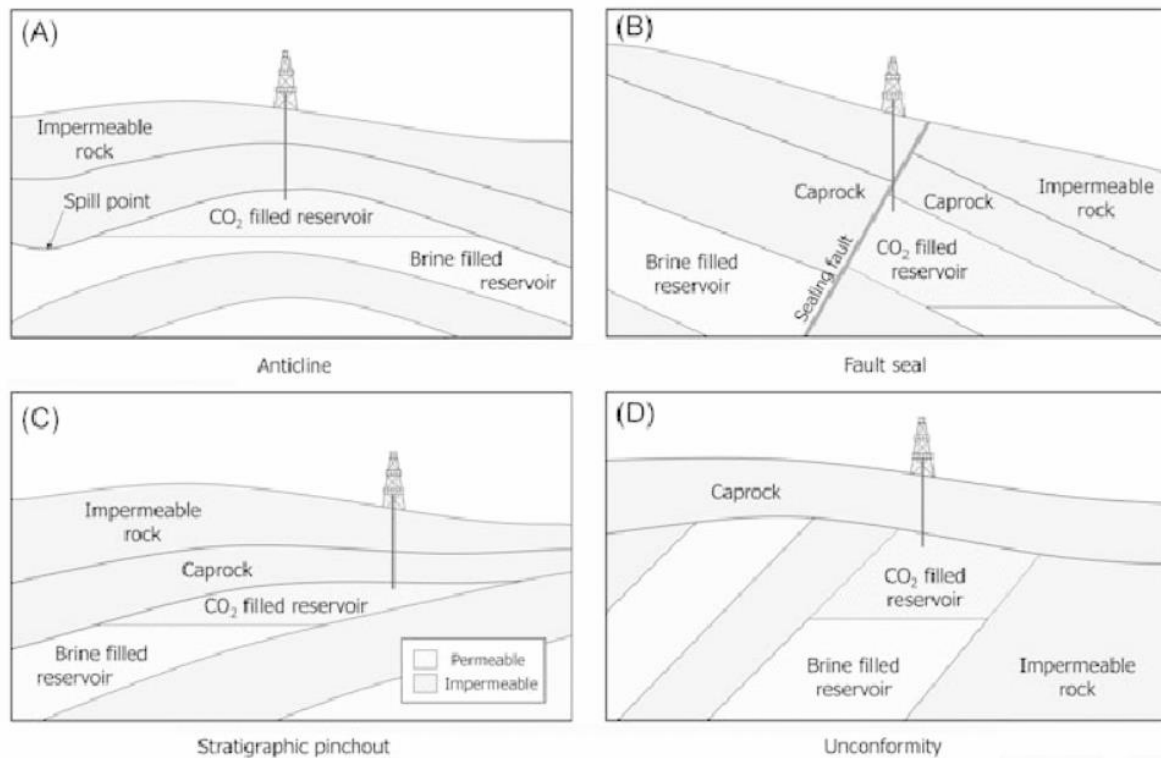 (A)
Impermeable
rock
Spill point
CO₂ filled reservoir
Brine filled
reservoir
Anticline
(B)
Caprock
Caprock
Impermeable
rock
Brine filled
reservoir
Sealing fault
CO₂ filled
reservoir
Fault seal
(C)
Impermeable
rock
Caprock
CO₂ filled reservoir
Brine filled
reservoir
Permeable
Impermeable
Stratigraphic pinchout
(D)
Caprock
CO₂ filled
reservoir
Brine filled
reservoir
Impermeable
rock
Unconformity